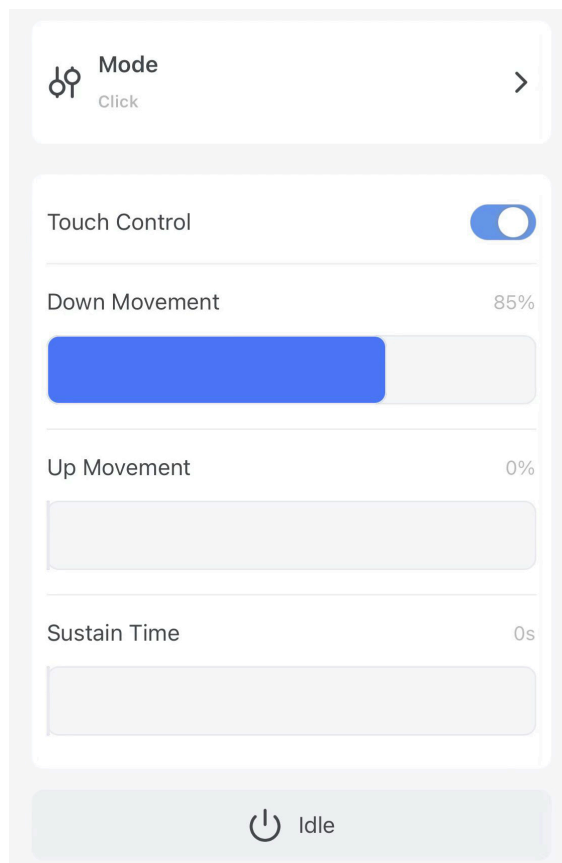 Mode
Click
Touch Control
Down Movement 85%
Up Movement 0%
Sustain Time 0s
Idle